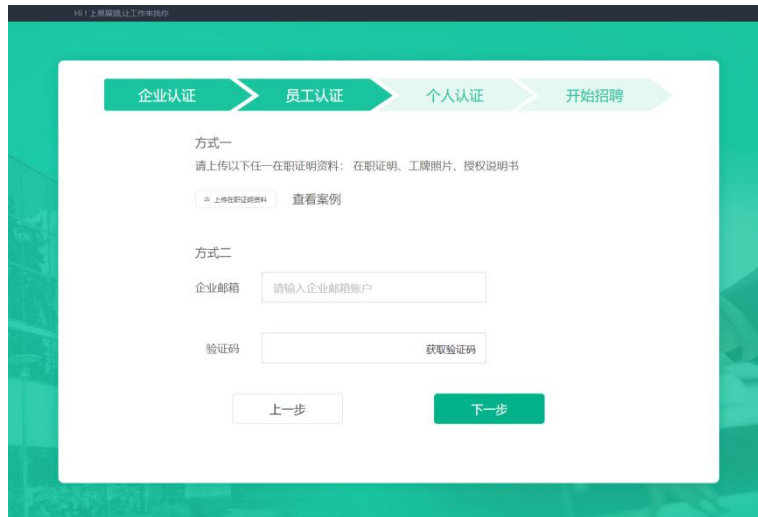 Hi！上易展猎,让工作来找你
企业认证 员工认证 个人认证 开始招聘
方式一
请上传以下任一在职证明资料： 在职证明、工牌照片、授权说明书
上传在职证明资料 查看案例
方式二
企业邮箱 请输入企业邮箱账户
验证码 获取验证码
上一步 下一步